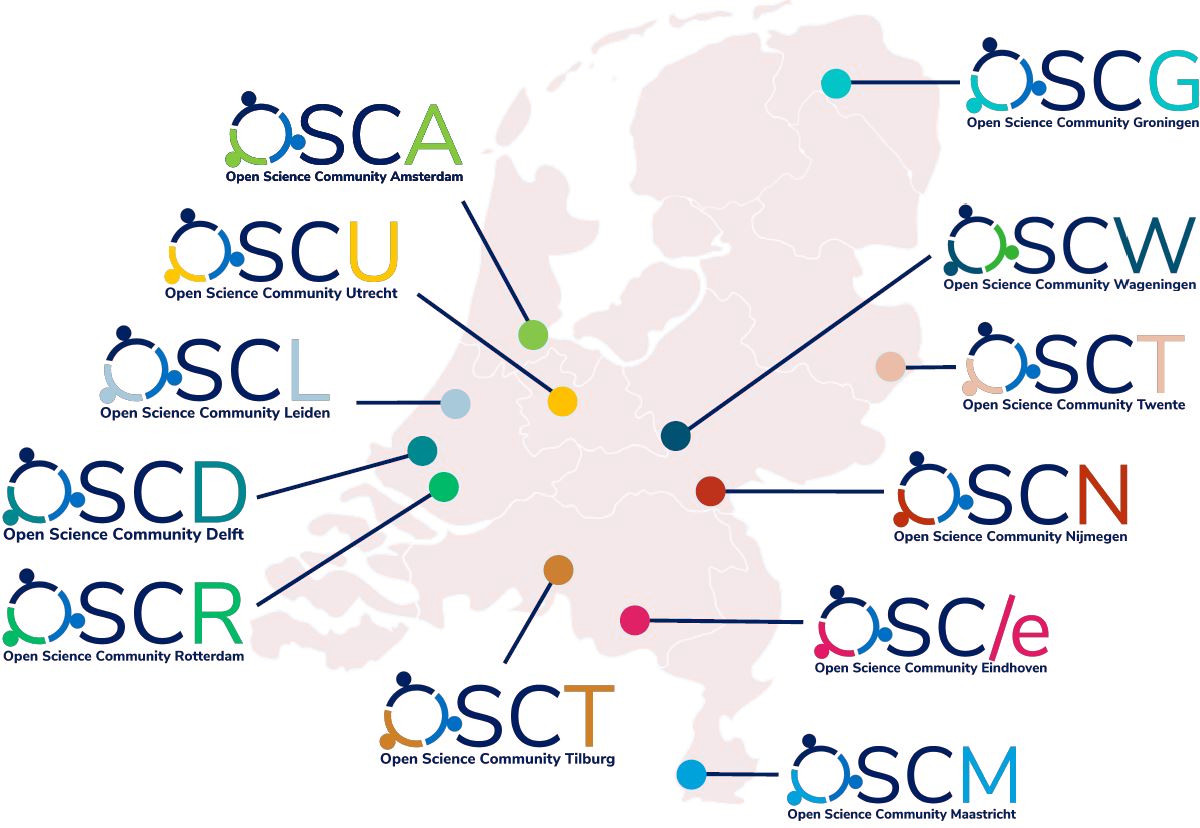 OSCG
Open Science Community Groningen
OSCA
Open Science Community Amsterdam
OSCU
Open Science Community Utrecht
OSCW
Open Science Community Wageningen
OSCL
Open Science Community Leiden
OSCT
Open Science Community Twente
OSCD
Open Science Community Delft
OSCN
Open Science Community Nijmegen
OSCR
Open Science Community Rotterdam
OSC/e
Open Science Community Eindhoven
OSCT
Open Science Community Tilburg
OSCM
Open Science Community Maastricht